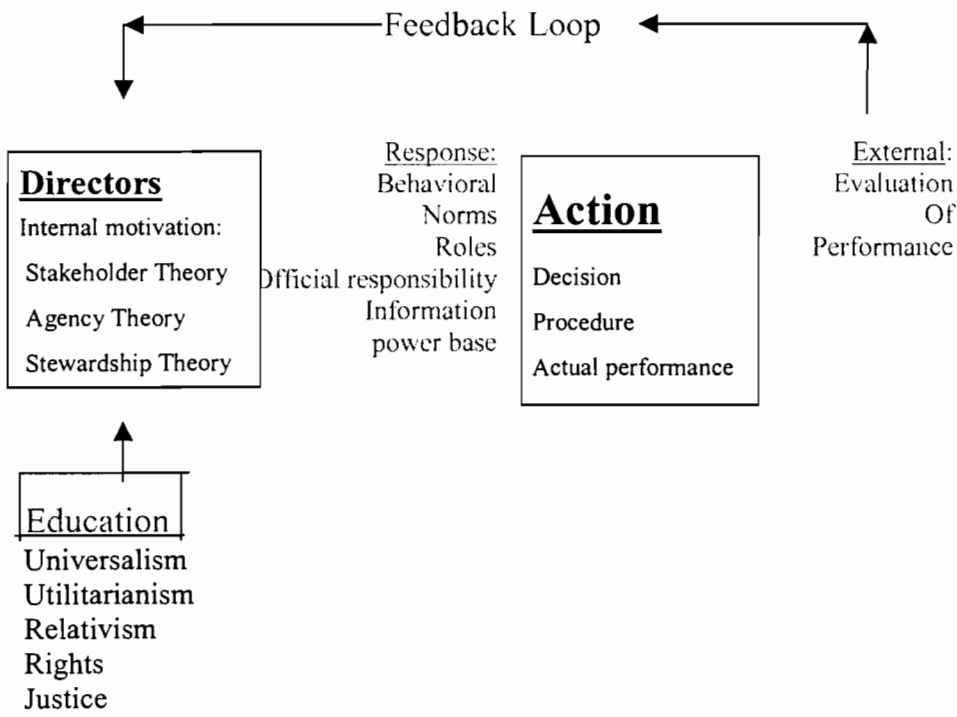 Feedback Loop
Directors
Internal motivation:
Stakeholder Theory
Agency Theory
Stewardship Theory
Response:
Behavioral
Norms
Roles
Official responsibility
Information
power base
Action
Decision
Procedure
Actual performance
External:
Evaluation
Of
Performance
Education
Universalism
Utilitarianism
Relativism
Rights
Justice